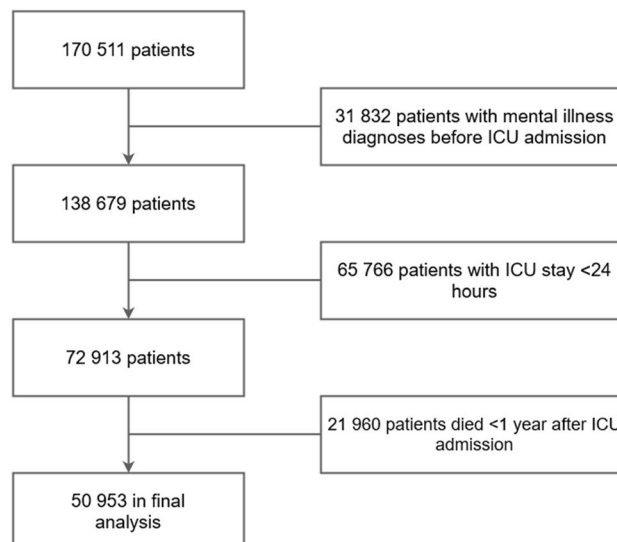 170 511 patients
31 832 patients with mental illness
diagnoses before ICU admission
138 679 patients
65 766 patients with ICU stay <24
hours
72 913 patients
21 960 patients died <1 year after ICU
admission
50 953 in final
analysis